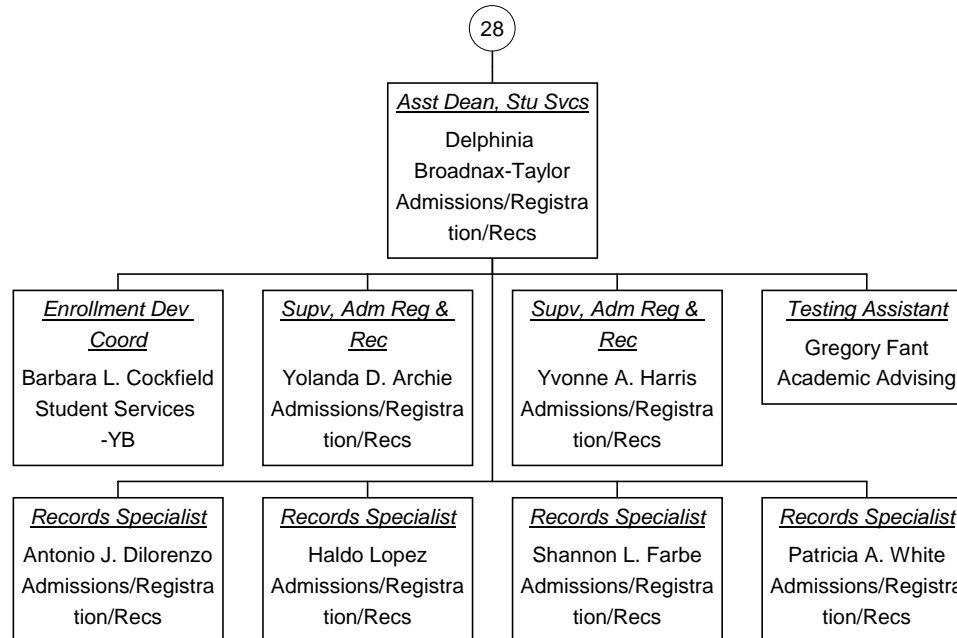 28
Asst Dean, Stu Svcs
Delphinia
Broadnax-Taylor
Admissions/Registra
tion/Recs
Enrollment Dev
Coord
Barbara L. Cockfield
Student Services
-YB
Supv, Adm Reg &
Rec
Yolanda D. Archie
Admissions/Registra
tion/Recs
Supv, Adm Reg &
Rec
Yvonne A. Harris
Admissions/Registra
tion/Recs
Testing Assistant
Gregory Fant
Academic Advising
Records Specialist
Antonio J. Dilorenzo
Admissions/Registra
tion/Recs
Records Specialist
Haldo Lopez
Admissions/Registra
tion/Recs
Records Specialist
Shannon L. Farbe
Admissions/Registra
tion/Recs
Records Specialist
Patricia A. White
Admissions/Registra
tion/Recs